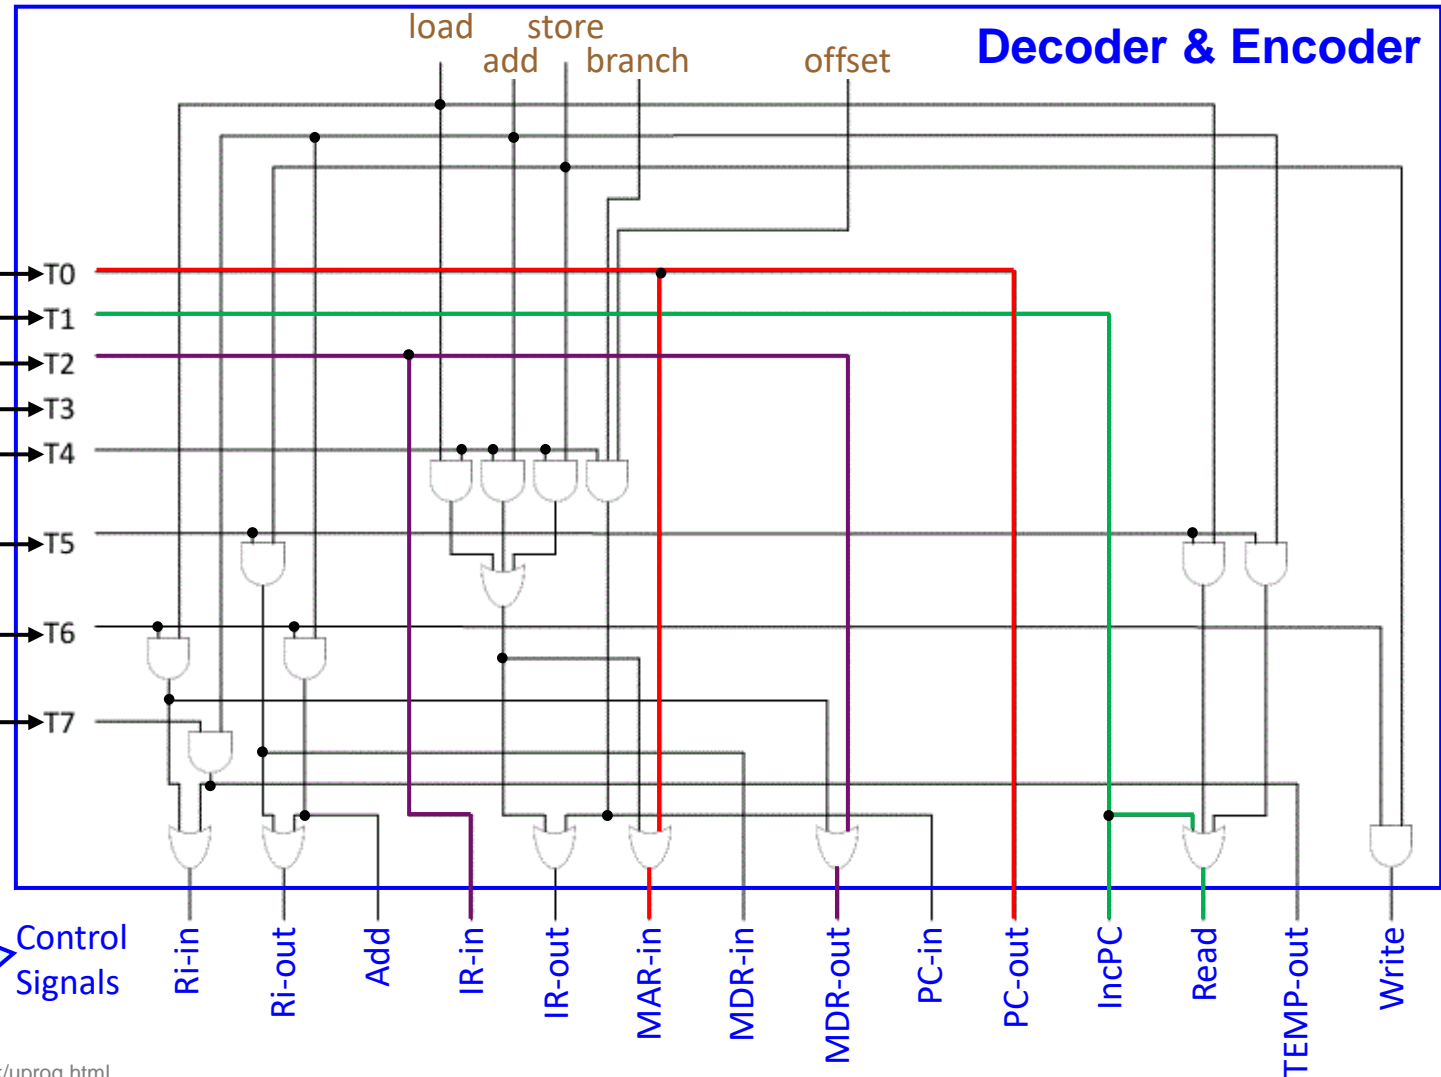 load
store
Decoder & Encoder
add
branch
offset
T0
T1
T2
T3
T4
T5
T6
T7
Control
Signals
Ri-in
Ri-out
Add
IR-in
IR-out
MAR-in
MDR-in
MDR-out
PC-in
PC-out
IncPC
Read
TEMP-out
Write
/uprog.html